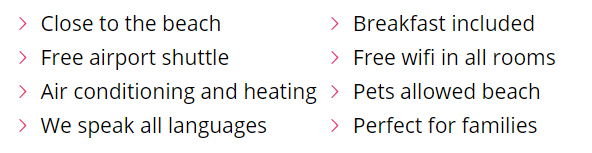 Close to the beach
Free airport shuttle
Air conditioning and heating
We speak all languages
Breakfast included
Free wifi in all rooms
Pets allowed beach
Perfect for families